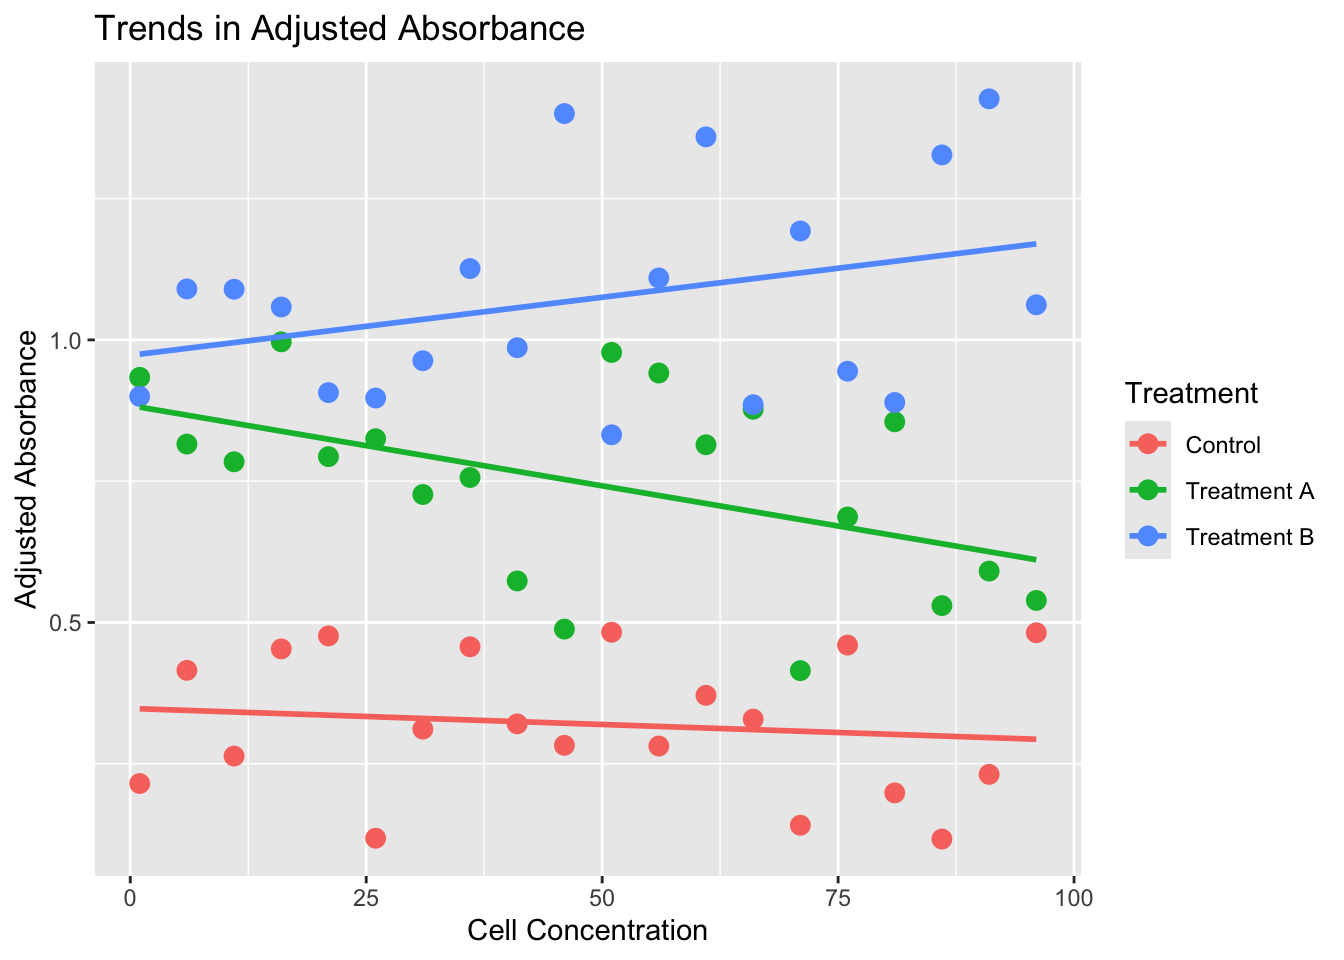 Trends in Adjusted Absorbance
Adjusted Absorbance
1.0
0.5
0
25
50
75
100
Cell Concentration
Treatment
Control
Treatment A
Treatment B